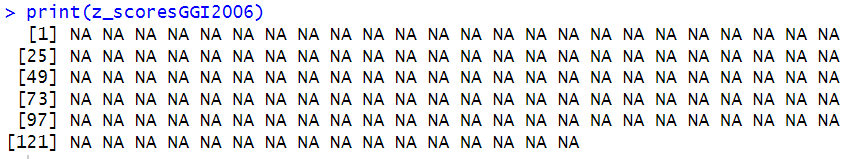 > print(z_scoresGGI2006)
[1] NA NA NA NA NA NA NA NA NA NA NA NA NA NA NA NA NA NA NA NA NA NA NA NA
[25] NA NA NA NA NA NA NA NA NA NA NA NA NA NA NA NA NA NA NA NA NA NA NA NA
[49] NA NA NA NA NA NA NA NA NA NA NA NA NA NA NA NA NA NA NA NA NA NA NA NA
[73] NA NA NA NA NA NA NA NA NA NA NA NA NA NA NA NA NA NA NA NA NA NA NA NA
[97] NA NA NA NA NA NA NA NA NA NA NA NA NA NA NA NA NA NA NA NA NA NA NA NA
[121] NA NA NA NA NA NA NA NA NA NA NA NA NA NA NA NA